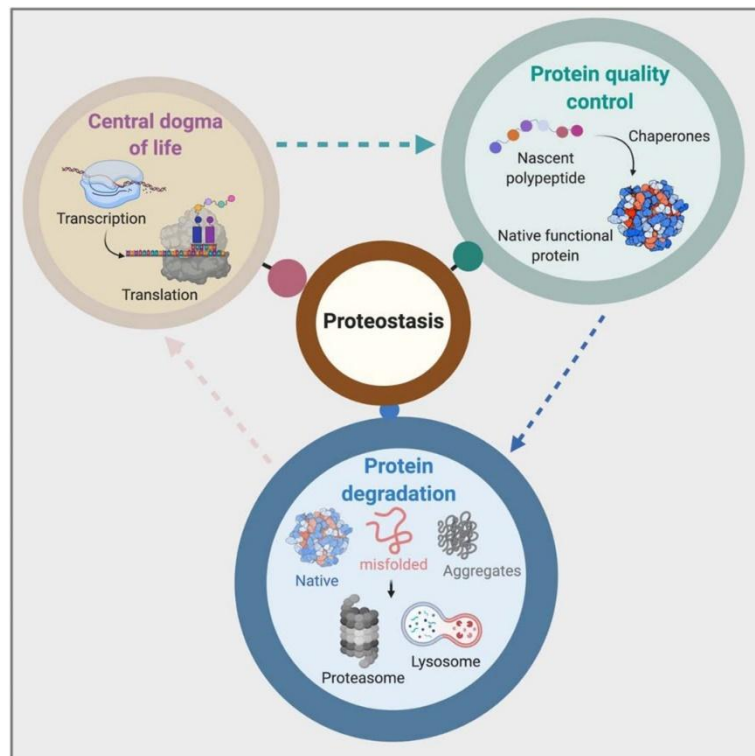 Central dogma
of life
Transcription
Translation
Protein quality
control
Chaperones
Nascent
polypeptide
Native functional
protein
Proteostasis
Protein
degradation
Native
misfolded
Aggregates
Proteasome
Lysosome